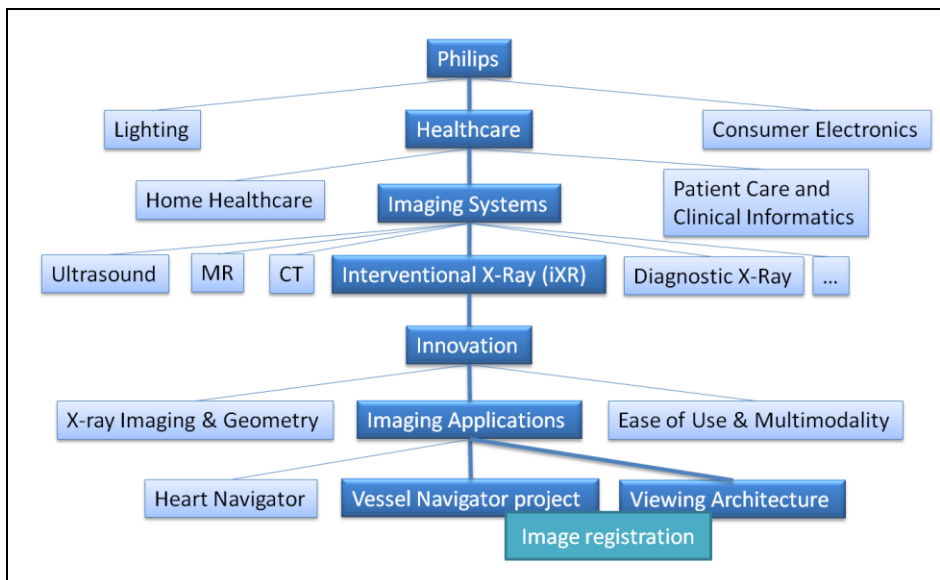 Philips
Lighting
Healthcare
Consumer Electronics
Home Healthcare
Imaging Systems
Patient Care and
Clinical Informatics
Ultrasound
MR
CT
Interventional X-Ray (iXR)
Diagnostic X-Ray
...
Innovation
X-ray Imaging & Geometry
Imaging Applications
Ease of Use & Multimodality
Heart Navigator
Vessel Navigator project
Viewing Architecture
Image registration